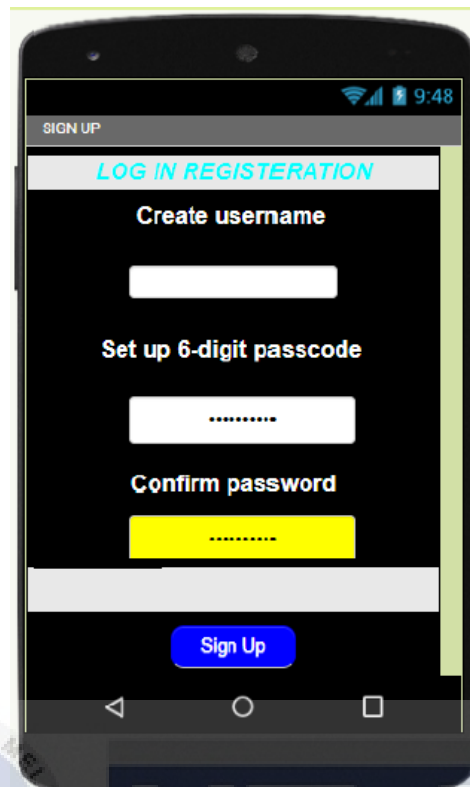 9:48
SIGN UP
LOG IN REGISTERATION
Create username
Set up 6-digit passcode
••••••••••
Confirm password
••••••••••
Sign Up